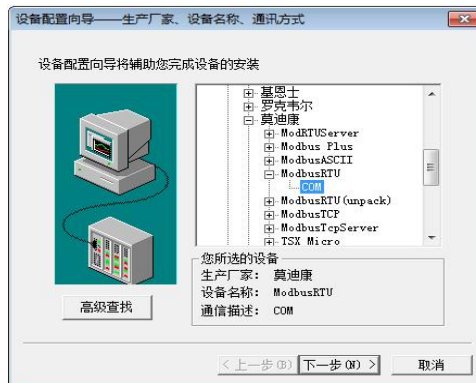 设备配置向导——生产厂家、设备名称、通讯方式
设备配置向导将辅助您完成设备的安装
基恩士
罗克韦尔
莫迪康
ModRTUServer
Modbus Plus
ModbusASCII
ModbusRTU
COM
ModbusRTU(unpack)
ModbusTCP
ModbusTcpServer
TSX Micro
高级查找
您所选的设备
生产厂家： 莫迪康
设备名称： ModbusRTU
通信描述： COM
<上一步(B) 下一步(N) > 取消